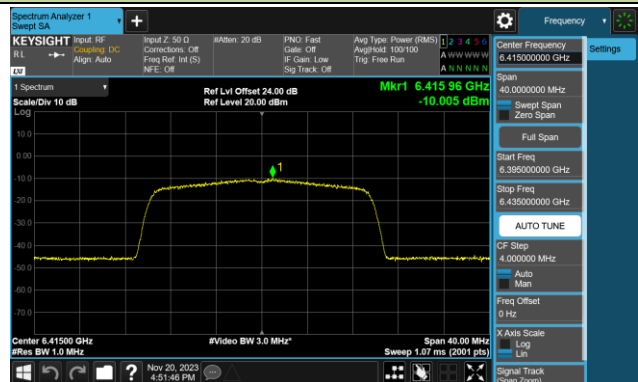 Spectrum Analyzer 1
Swept SA
Frequency
KEYSIGHT
RL
LXI
Input: RF
Coupling: DC
Align: Auto
Input Z: 50 Ω
Corrections: Off
Freq Ref: Int (S)
NFE: Off
#Atten: 20 dB
PNO: Fast
Gate: Off
IF Gain: Low
Sig Track: Off
Avg Type: Power (RMS)
Avg|Hold: 100/100
Trig: Free Run
1 2 3 4 5 6
A W W W W W
A N N N N N
1 Spectrum
Scale/Div 10 dB
Log
Ref Lvl Offset 24.00 dB
Ref Level 20.00 dBm
Mkr1 6.415 96 GHz
-10.005 dBm
10.0
0.00
-10.0
-20.0
-30.0
-40.0
-50.0
-60.0
-70.0
1
Center 6.41500 GHz
#Res BW 1.0 MHz
#Video BW 3.0 MHz*
Span 40.00 MHz
Sweep 1.07 ms (2001 pts)
?
Nov 20, 2023
4:51:46 PM
Center Frequency
6.415000000 GHz
Span
40.0000000 MHz
Swept Span
Zero Span
Full Span
Start Freq
6.395000000 GHz
Stop Freq
6.435000000 GHz
AUTO TUNE
CF Step
4.000000 MHz
Auto
Man
Freq Offset
0 Hz
X Axis Scale
Log
Lin
Signal Track
(Span Zoom)
Settings